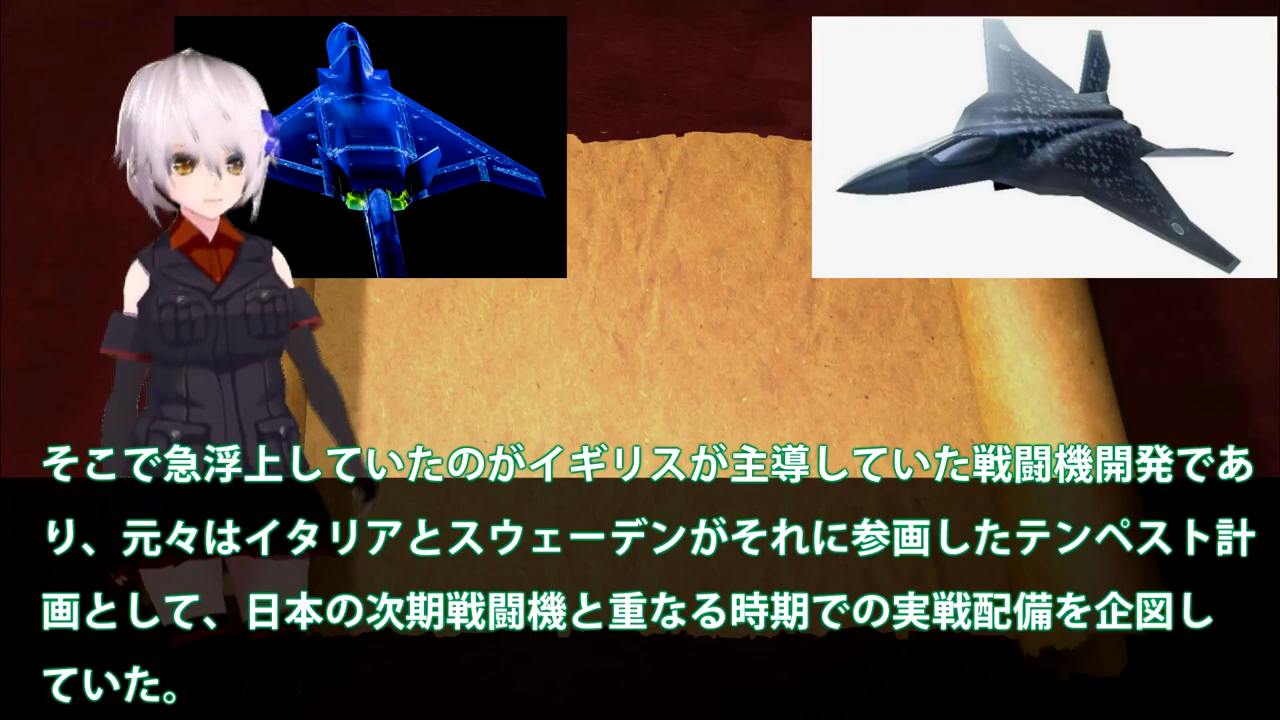 そこで急浮上していたのがイギリスが主導していた戦闘機開発であ
り、元々はイタリアとスウェーデンがそれに参画したテンペスト計
画として、日本の次期戦闘機と重なる時期での実戦配備を企図し
ていた。